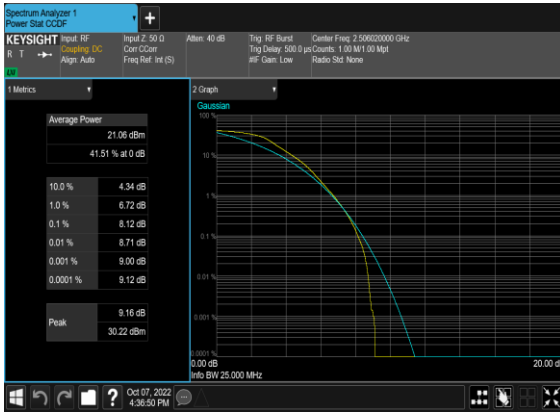 Spectrum Analyzer 1
Power Stat CCDF
KEYSIGHT
R T
LXI
Input: RF
Coupling: DC
Align: Auto
Input Z: 50 Ω
Corr CCorr
Freq Ref: Int (S)
Atten: 40 dB
Trig: RF Burst
Trig Delay: 500.0 µs
#IF Gain: Low
Center Freq: 2.506020000 GHz
Counts: 1.00 M/1.00 Mpt
Radio Std: None
1 Metrics
Average Power
21.06 dBm
41.51 % at 0 dB
10.0 % 4.34 dB
1.0 % 6.72 dB
0.1 % 8.12 dB
0.01 % 8.71 dB
0.001 % 9.00 dB
0.0001 % 9.12 dB
Peak
9.16 dB
30.22 dBm
2 Graph
Gaussian
100 %
10 %
1 %
0.1 %
0.01 %
0.001 %
0.0001 %
0.00 dB
20.00 d
Info BW 25.000 MHz
?
Oct 07, 2022
4:36:50 PM